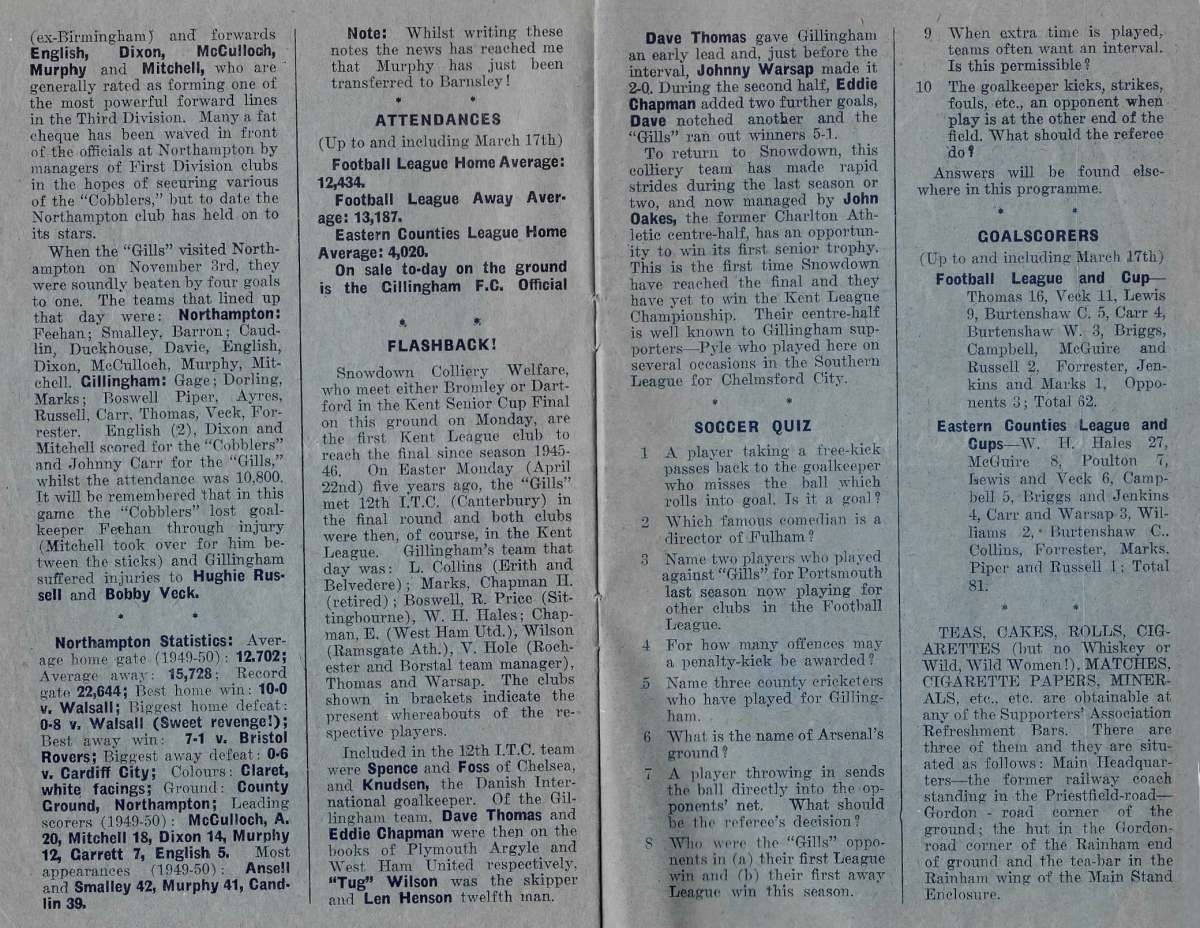 (ex-Birmingham) and forwards
English, Dixon, McCulloch,
Murphy and Mitchell, who are
generally rated as forming one of
the most powerful forward lines
in the Third Division. Many a fat
cheque has been waved in front
of the officials at Northampton by
managers of First Division clubs
in the hopes of securing various
of the "Cobblers," but to date the
Northampton club has held on to
its stars.
When the "Gills" visited North-
ampton on November 3rd, they
were soundly beaten by four goals
to one. The teams that lined up
that day were: Northampton:
Feehan; Smalley, Barron; Caud-
lin, Duckhouse, Davie, English,
Dixon, McCulloch, Murphy, Mit-
chell. Gillingham: Gage; Dorling,
Marks; Boswell Piper, Ayres,
Russell, Carr, Thomas, Veck, For-
rester. English (2), Dixon and
Mitchell scored for the "Cobblers"
and Johnny Carr for the "Gills,"
whilst the attendance was 10,800.
It will be remembered that in this
game the "Cobblers" lost goal-
keeper Feehan through injury
(Mitchell took over for him be-
tween the sticks) and Gillingham
suffered injuries to Hughie Rus-
sell and Bobby Veck.
* *
Northampton Statistics: Aver-
age home gate (1949-50): 12.702;
Average away: 15,728; Record
gate 22,644; Best home win: 10-0
v. Walsall; Biggest home defeat:
0-8 v. Walsall (Sweet revenge!);
Best away win: 7-1 v. Bristol
Rovers; Biggest away defeat: 0-6
v. Cardiff City; Colours: Claret,
white facings; Ground: County
Ground, Northampton; Leading
scorers (1949-50): McCulloch, A.
20, Mitchell 18, Dixon 14, Murphy
12, Garrett 7, English 5. Most
appearances (1949-50): Ansell
and Smalley 42, Murphy 41, Cand-
lin 39.
Note: Whilst writing these
notes the news has reached me
that Murphy has just been
transferred to Barnsley!
* *
ATTENDANCES
(Up to and including March 17th)
Football League Home Average:
12,434.
Football League Away Aver-
age: 13,187.
Eastern Counties League Home
Average: 4,020.
On sale to-day on the ground
is the Gillingham F.C. Official
* *
FLASHBACK!
Snowdown Colliery Welfare,
who meet either Bromley or Dart-
ford in the Kent Senior Cup Final
on this ground on Monday, are
the first Kent League club to
reach the final since season 1945-
46. On Easter Monday (April
22nd) five years ago, the "Gills"
met 12th I.T.C. (Canterbury) in
the final round and both clubs
were then, of course, in the Kent
League. Gillingham's team that
day was: L. Collins (Erith and
Belvedere); Marks, Chapman H.
(retired); Boswell, R. Price (Sit-
tingbourne), W. H. Hales; Chap-
man, E. (West Ham Utd.), Wilson
(Ramsgate Ath.), V. Hole (Roch-
ester and Borstal team manager),
Thomas and Warsap. The clubs
shown in brackets indicate the
present whereabouts of the re-
spective players.
Included in the 12th I.T.C. team
were Spence and Foss of Chelsea,
and Knudsen, the Danish Inter-
national goalkeeper. Of the Gil-
lingham team, Dave Thomas and
Eddie Chapman were then on the
books of Plymouth Argyle and
West Ham United respectively,
"Tug" Wilson was the skipper
and Len Henson twelfth man.
Dave Thomas gave Gillingham
an early lead and, just before the
interval, Johnny Warsap made it
2-0. During the second half, Eddie
Chapman added two further goals,
Dave notched another and the
"Gills" ran out winners 5-1.
To return to Snowdown, this
colliery team has made rapid
strides during the last season or
two, and now managed by John
Oakes, the former Charlton Ath-
letic centre-half, has an opportun-
ity to win its first senior trophy.
This is the first time Snowdown
have reached the final and they
have yet to win the Kent League
Championship. Their centre-half
is well known to Gillingham sup-
porters—Pyle who played here on
several occasions in the Southern
League for Chelmsford City.
* *
SOCCER QUIZ
1 A player taking a free-kick
passes back to the goalkeeper
who misses the ball which
rolls into goal. Is it a goal?
2 Which famous comedian is a
director of Fulham?
3 Name two players who played
against "Gills" for Portsmouth
last season now playing for
other clubs in the Football
League.
4 For how many offences may
a penalty-kick be awarded?
5 Name three county cricketers
who have played for Gilling-
ham.
6 What is the name of Arsenal's
ground?
7 A player throwing in sends
the ball directly into the op-
ponents' net. What should
be the referee's decision?
8 Who were the "Gills" oppo-
nents in (a) their first League
win and (b) their first away
League win this season.
9 When extra time is played,
teams often want an interval.
Is this permissible?
10 The goalkeeper kicks, strikes,
fouls, etc., an opponent when
play is at the other end of the
field. What should the referee
do?
Answers will be found else-
where in this programme.
* *
GOALSCORERS
(Up to and including March 17th)
Football League and Cup—
Thomas 16, Veck 11, Lewis
9, Burtenshaw C. 5, Carr 4,
Burtenshaw W. 3, Briggs,
Campbell, McGuire and
Russell 2, Forrester, Jen-
kins and Marks 1, Oppo-
nents 3; Total 62.
Eastern Counties League and
Cups—W. H. Hales 27,
McGuire 8, Poulton 7,
Lewis and Veck 6, Camp-
bell 5, Briggs and Jenkins
4, Carr and Warsap 3, Wil-
liams 2, Burtenshaw C..
Collins, Forrester, Marks,
Piper and Russell 1; Total
81.
* *
TEAS, CAKES, ROLLS, CIG-
ARETTES (but no Whiskey or
Wild, Wild Women!), MATCHES,
CIGARETTE PAPERS, MINER-
ALS, etc., etc. are obtainable at
any of the Supporters' Association
Refreshment Bars. There are
three of them and they are situ-
ated as follows: Main Headquar-
ters—the former railway coach
standing in the Priestfield-road—
Gordon-road corner of the
ground; the hut in the Gordon-
road corner of the Rainham end
of ground and the tea-bar in the
Rainham wing of the Main Stand
Enclosure.